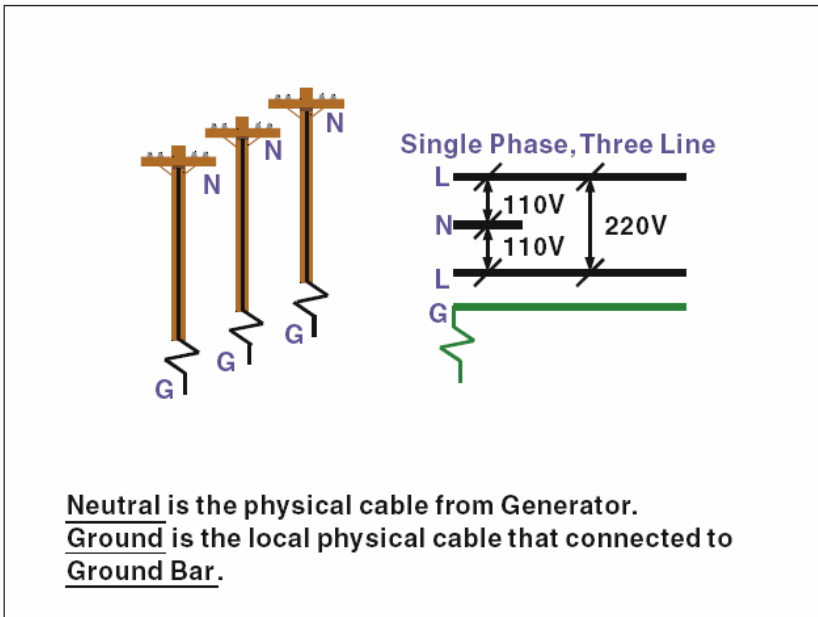 N
N
N
G
G
G
Single Phase, Three Line
L
110V
N
220V
110V
L
G
Neutral is the physical cable from Generator.
Ground is the local physical cable that connected to
Ground Bar.